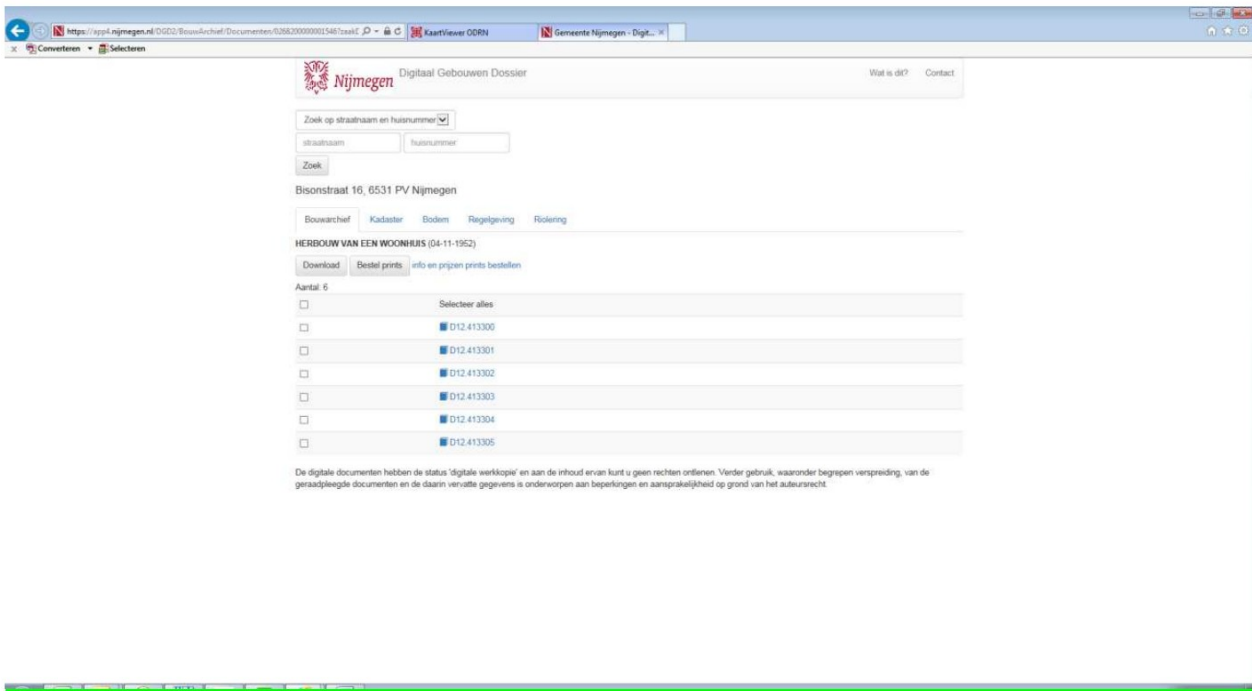 https://app4.nijmegen.nl/DGD2/BouwArchief/Documenten/
KaartViewer ODRN
Gemeente Nijmegen - Digit...
x Converteren Selecteren
Nijmegen
Digitaal Gebouwen Dossier
Wat is dit? Contact
Zoek op straatnaam en huisnummer
straatnaam huisnummer
Zoek
Bisonstraat 16, 6531 PV Nijmegen
Bouwarchief Kadaster Bodem Regelgeving Riolering
HERBOUW VAN EEN WOONHUIS (04-11-1952)
Download Bestel prints info en prijzen prints bestellen
Aantal: 6
Selecteer alles
D12.413300
D12.413301
D12.413302
D12.413303
D12.413304
D12.413305
De digitale documenten hebben de status 'digitale werkkopie' en aan de inhoud ervan kunt u geen rechten ontlenen. Verder gebruik, waaronder begrepen verspreiding, van de
geraadpleegde documenten en de daarin vervatte gegevens is onderworpen aan beperkingen en aansprakelijkheid op grond van het auteursrecht.